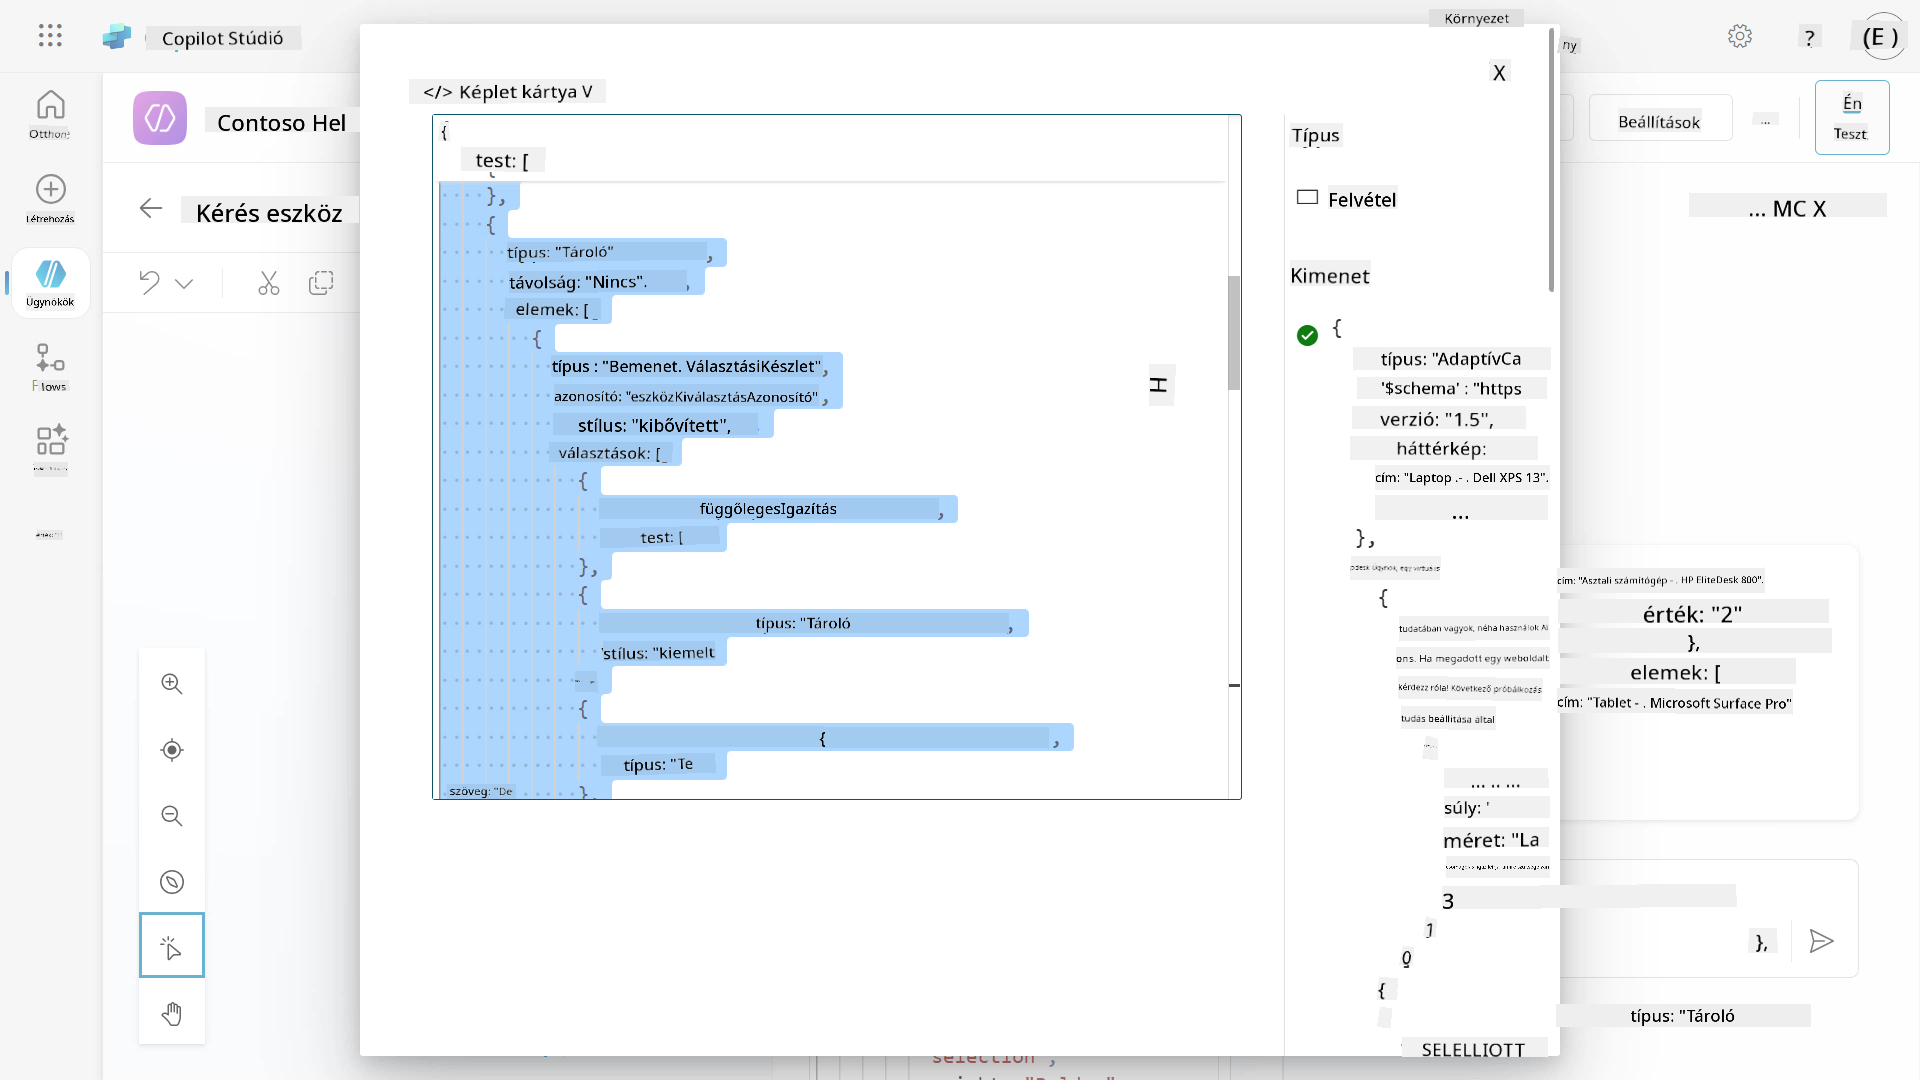 Környezet
Copilot Stúdió
ny
?
(E )
X
</> Képlet kártya V
Otthon
Contoso Hel
Beállítások
...
Én
Teszt
{
test: [
},
{
típus: "Tároló"
,
távolság: "Nincs".
,
elemek: [
{
típus : "Bemenet. VálasztásiKészlet"
,
azonosító: "eszközKiválasztásAzonosító"
,
stílus: "kibővített",
választások: [
{
függőlegesIgazítás
,
test: [
},
{
típus: "Tároló
,
'stílus: "kiemelt
{
{
,
típus: "Te
szöveg: "De
},
H
Típus
Felvétel
Kimenet
{
típus: "AdaptívCa
'$schema' : "https
verzió: "1.5",
háttérkép:
cím: "Laptop .- . Dell XPS 13".
...
},
pdesk Ügynök, egy virtuális
{
tudatában vagyok, néha használok AI
ons. Ha megadott egy weboldalt
kérdezz róla! Következő próbálkozás
tudás beállítása által
... .. ...
súly: '
méret: "La
3
1
0
{
SELELLIOTT
Létrehozás
Kérés eszköz
Ügynökök
Flows
... MC X
cím: "Asztali számítógép - . HP EliteDesk 800".
érték: "2"
},
elemek: [
cím: "Tablet - . Microsoft Surface Pro"
},
típus: "Tároló
selection",